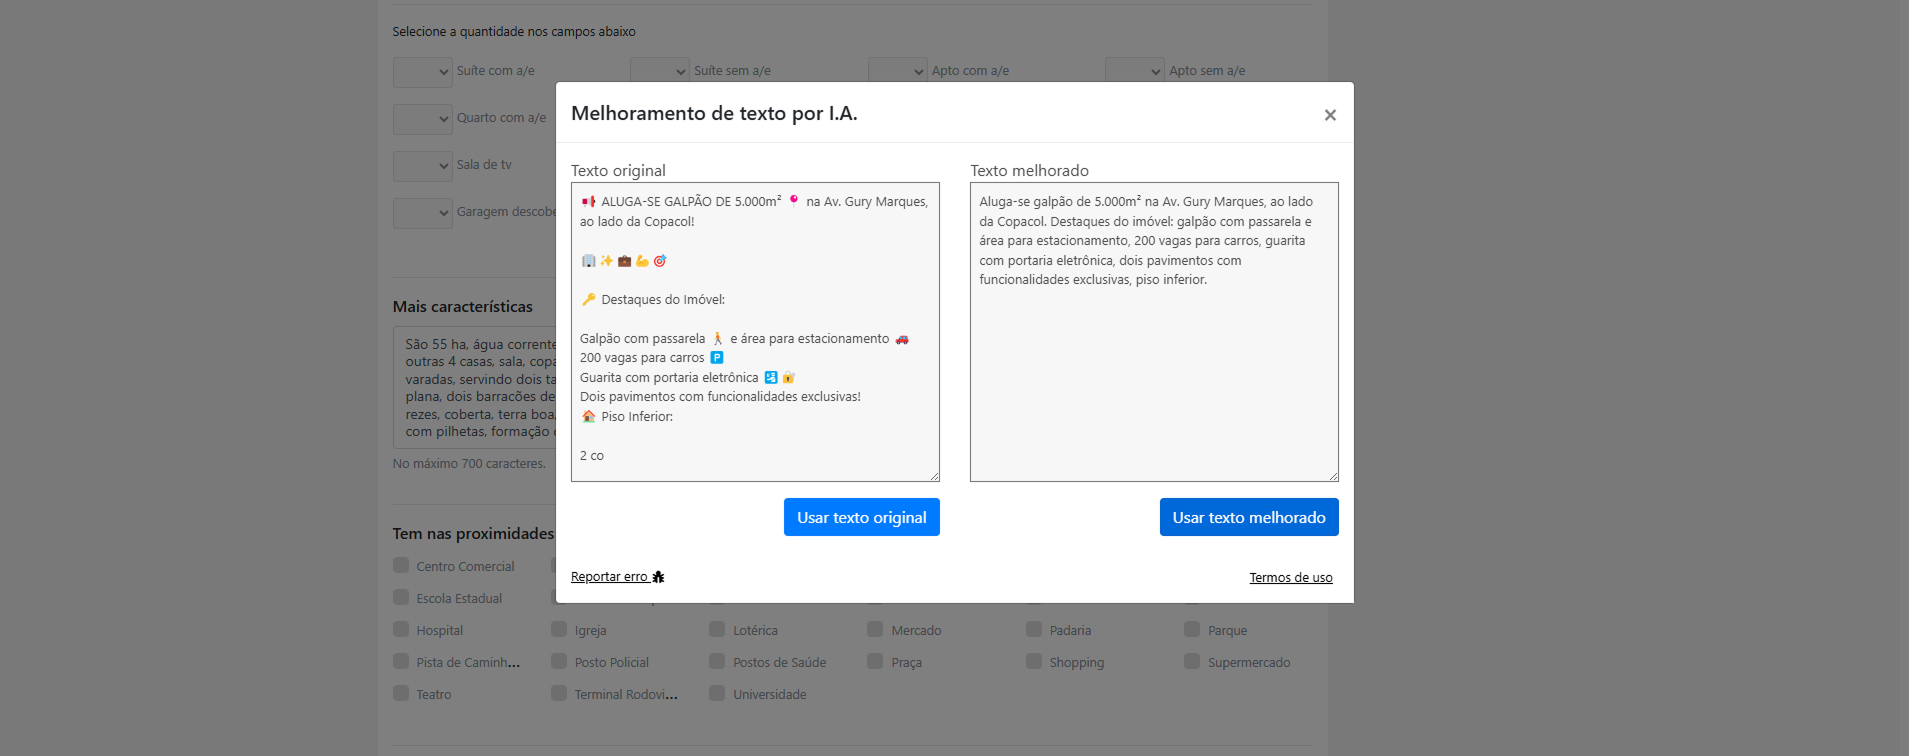 Selecione a quantidade nos campos abaixo
Suíte com a/e
Suíte sem a/e
Apto com a/e
Apto sem a/e
Quarto com a/e
Sala de tv
Garagem descobe
Mais características
São 55 ha, água corrente
outras 4 casas, sala, copa
varadas, servindo dois ta
plana, dois barracões de
rezes, coberta, terra boa,
com pilhetas, formação
No máximo 700 caracteres.
Tem nas proximidades
Centro Comercial
Escola Estadual
Hospital
Igreja
Lotérica
Mercado
Padaria
Parque
Pista de Caminh...
Posto Policial
Postos de Saúde
Praça
Shopping
Supermercado
Teatro
Terminal Rodovi...
Universidade
Melhoramento de texto por I.A.
×
Texto original
📢 ALUGA-SE GALPÃO DE 5.000m² 📍 na Av. Gury Marques,
ao lado da Copacol!
🏢✨💼💪🎯
🔑 Destaques do Imóvel:
Galpão com passarela 🚶 e área para estacionamento 🚗
200 vagas para carros 🅿️
Guarita com portaria eletrônica 🛂🔐
Dois pavimentos com funcionalidades exclusivas!
🏠 Piso Inferior:
2 co
Usar texto original
Texto melhorado
Aluga-se galpão de 5.000m² na Av. Gury Marques, ao lado
da Copacol. Destaques do imóvel: galpão com passarela e
área para estacionamento, 200 vagas para carros, guarita
com portaria eletrônica, dois pavimentos com
funcionalidades exclusivas, piso inferior.
Usar texto melhorado
Reportar erro
Termos de uso